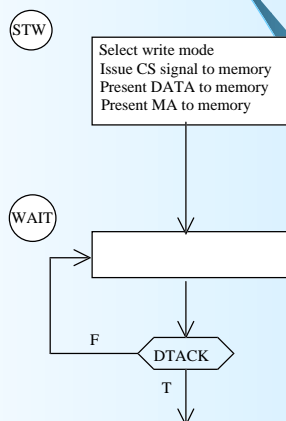 STW
Select write mode
Issue CS signal to memory
Present DATA to memory
Present MA to memory
WAIT
F
DTACK
T